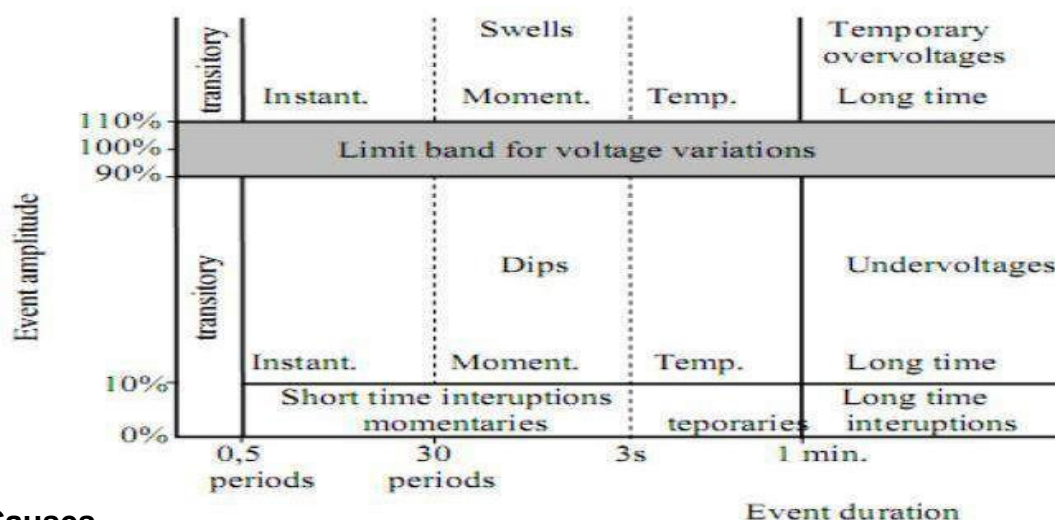 Swells
Temporary
overvoltages
transitory
Instant.
Moment.
Temp.
Long time
110%
100%
90%
Limit band for voltage variations
Event amplitude
transitory
Dips
Undervoltages
Instant.
Moment.
Temp.
Long time
10%
0%
Short time interuptions
momentaries
teporaries
Long time
interuptions
0,5
periods
30
periods
3s
1 min.
Event duration